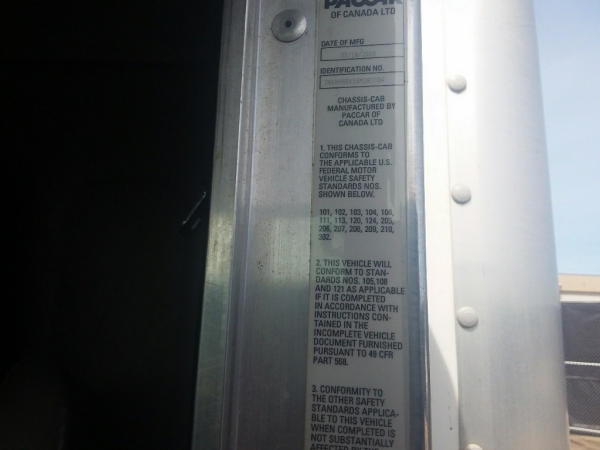 PACCAR
OF CANADA LTD
DATE OF MFG
IDENTIFICATION NO.
CHASSIS-CAB
MANUFACTURED BY
PACCAR OF
CANADA LTD
1. THIS CHASSIS-CAB
CONFORMS TO
THE APPLICABLE U.S.
FEDERAL MOTOR
VEHICLE SAFETY
STANDARDS NOS.
SHOWN BELOW.
101, 102, 103, 104, 106,
111, 113, 120, 124, 205,
206, 207, 208, 209, 210,
302.
2. THIS VEHICLE WILL
CONFORM TO STAN-
DARDS NOS. 105,108
AND 121 AS APPLICABLE
IF IT IS COMPLETED
IN ACCORDANCE WITH
INSTRUCTIONS CON-
TAINED IN THE
INCOMPLETE VEHICLE
DOCUMENT FURNISHED
PURSUANT TO 49 CFR
PART 568.
3. CONFORMITY TO
THE OTHER SAFETY
STANDARDS APPLICA-
BLE TO THIS VEHICLE
WHEN COMPLETED IS
NOT SUBSTANTIALLY
AFFECTED BY THE